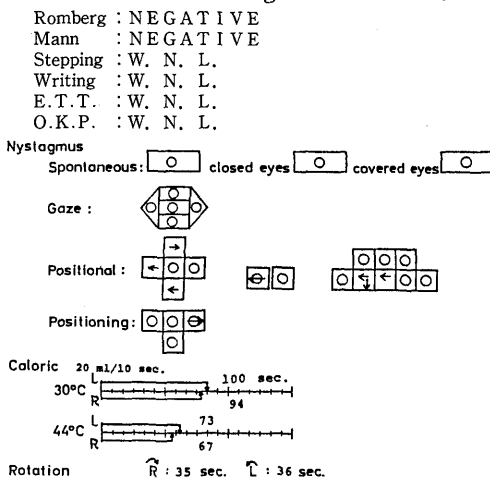 Romberg : NEGATIVE
Mann : NEGATIVE
Stepping : W. N. L.
Writing : W. N. L.
E.T.T. : W. N. L.
O.K.P. : W. N. L.
Nystagmus
Spontaneous: closed eyes covered eyes
Gaze :
Positional :
Positioning:
Caloric 20 ml/10 sec.
L 100 sec.
30°C
R 94
L 73
44°C
R 67
Rotation R : 35 sec. L : 36 sec.